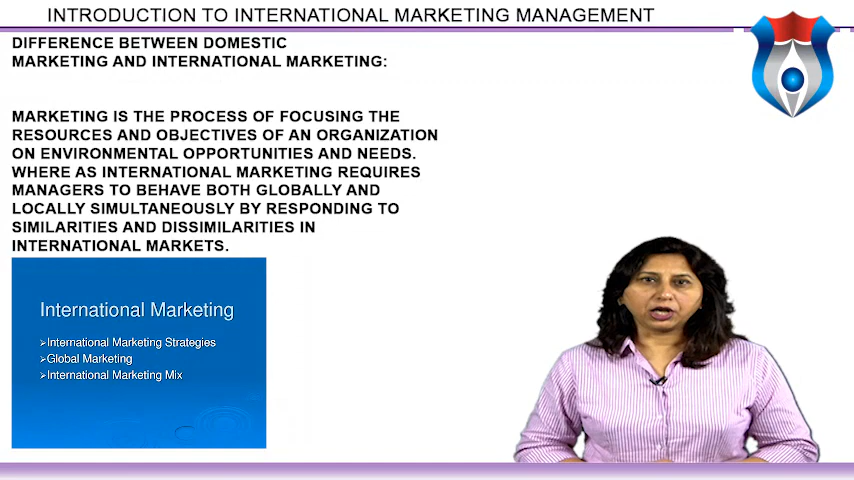 INTRODUCTION TO INTERNATIONAL MARKETING MANAGEMENT
DIFFERENCE BETWEEN DOMESTIC
MARKETING AND INTERNATIONAL MARKETING:
MARKETING IS THE PROCESS OF FOCUSING THE
RESOURCES AND OBJECTIVES OF AN ORGANIZATION
ON ENVIRONMENTAL OPPORTUNITIES AND NEEDS.
WHERE AS INTERNATIONAL MARKETING REQUIRES
MANAGERS TO BEHAVE BOTH GLOBALLY AND
LOCALLY SIMULTANEOUSLY BY RESPONDING TO
SIMILARITIES AND DISSIMILARITIES IN
INTERNATIONAL MARKETS.
International Marketing
➢International Marketing Strategies
➢Global Marketing
➢International Marketing Mix